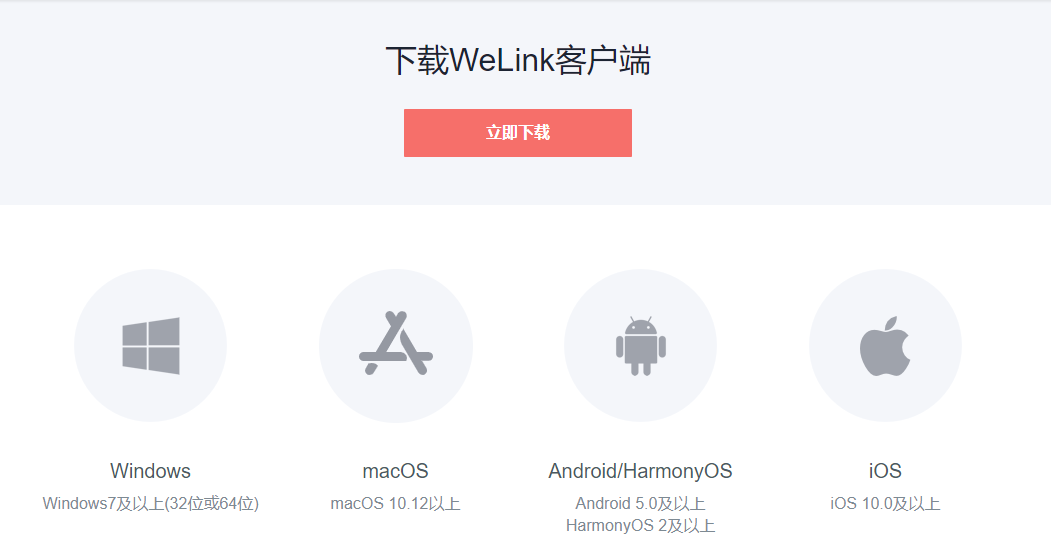 下载WeLink客户端
立即下载
Windows
Windows7及以上(32位或64位)
macOS
macOS 10.12以上
Android/HarmonyOS
Android 5.0及以上
HarmonyOS 2及以上
iOS
iOS 10.0及以上